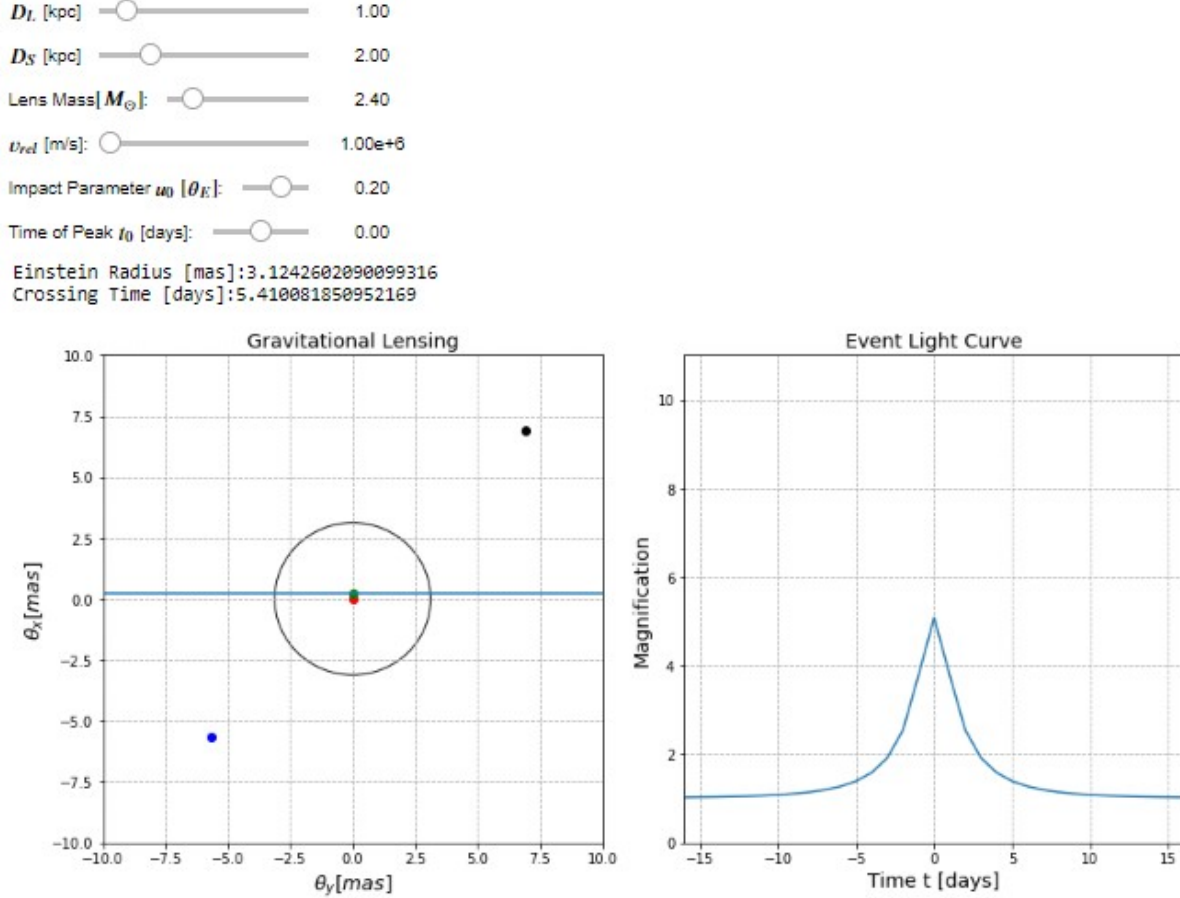 D_L [kpc] 1.00
D_S [kpc] 2.00
Lens Mass[M_⊙]: 2.40
v_rel [m/s]: 1.00e+6
Impact Parameter u_0 [θ_E]: 0.20
Time of Peak t_0 [days]: 0.00
Einstein Radius [mas]:3.1242602090099316
Crossing Time [days]:5.410081850952169
Gravitational Lensing
10.0
7.5
5.0
2.5
0.0
−2.5
−5.0
−7.5
−10.0
θ_x[mas]
−10.0 −7.5 −5.0 −2.5 0.0 2.5 5.0 7.5 10.0
θ_y[mas]
Event Light Curve
10
8
6
4
2
0
Magnification
−15 −10 −5 0 5 10 15
Time t [days]